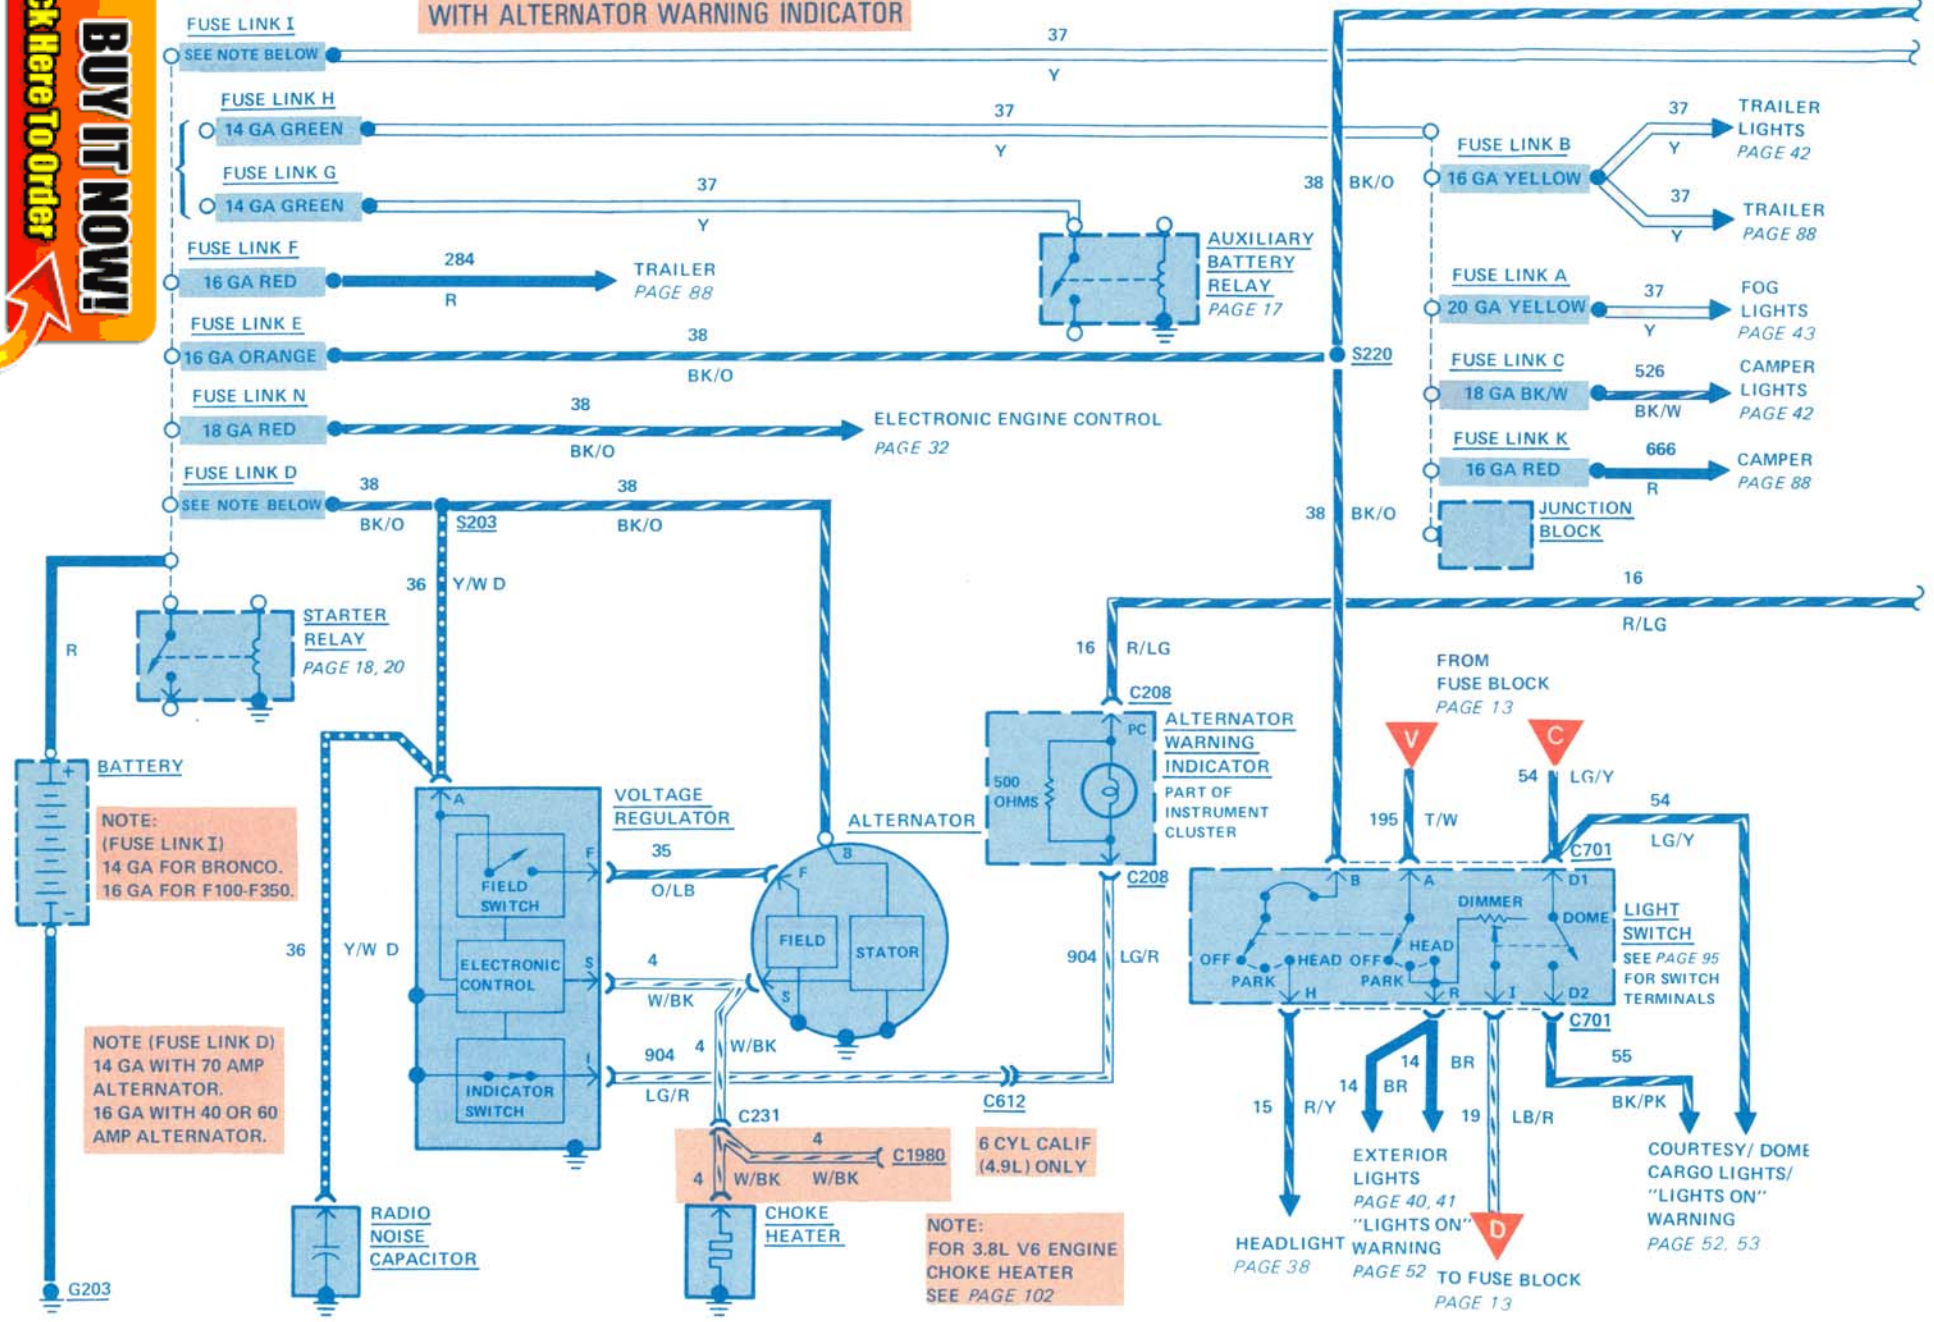 BUY IT NOW!
ck Here To Order
WITH ALTERNATOR WARNING INDICATOR
FUSE LINK I
SEE NOTE BELOW
37
Y
FUSE LINK H
14 GA GREEN
37
Y
FUSE LINK G
14 GA GREEN
37
Y
FUSE LINK F
16 GA RED
284
R
TRAILER
PAGE 88
FUSE LINK E
16 GA ORANGE
38
BK/O
S220
FUSE LINK N
18 GA RED
38
BK/O
ELECTRONIC ENGINE CONTROL
PAGE 32
FUSE LINK D
SEE NOTE BELOW
38
BK/O
S203
38
BK/O
AUXILIARY
BATTERY
RELAY
PAGE 17
38 BK/O
38 BK/O
FUSE LINK B
16 GA YELLOW
37
Y
TRAILER
LIGHTS
PAGE 42
37
Y
TRAILER
PAGE 88
FUSE LINK A
20 GA YELLOW
37
Y
FOG
LIGHTS
PAGE 43
FUSE LINK C
18 GA BK/W
526
BK/W
CAMPER
LIGHTS
PAGE 42
FUSE LINK K
16 GA RED
666
R
CAMPER
PAGE 88
JUNCTION
BLOCK
16
R/LG
36 Y/W D
R
STARTER
RELAY
PAGE 18, 20
BATTERY
+
−
NOTE:
(FUSE LINK I)
14 GA FOR BRONCO.
16 GA FOR F100-F350.
NOTE (FUSE LINK D)
14 GA WITH 70 AMP
ALTERNATOR.
16 GA WITH 40 OR 60
AMP ALTERNATOR.
G203
36 Y/W D
RADIO
NOISE
CAPACITOR
VOLTAGE
REGULATOR
A
F
FIELD
SWITCH
ELECTRONIC
CONTROL
S
INDICATOR
SWITCH
I
35
O/LB
4
W/BK
904
LG/R
4 W/BK
ALTERNATOR
B
F
FIELD
STATOR
S
C231
4
W/BK
C1980
4 W/BK
6 CYL CALIF
(4.9L) ONLY
C612
CHOKE
HEATER
NOTE:
FOR 3.8L V6 ENGINE
CHOKE HEATER
SEE PAGE 102
16 R/LG
C208
PC
500
OHMS
ALTERNATOR
WARNING
INDICATOR
PART OF
INSTRUMENT
CLUSTER
C208
904 LG/R
FROM
FUSE BLOCK
PAGE 13
V
C
195 T/W
54 LG/Y
54
LG/Y
C701
B
A
D1
DIMMER
DOME
OFF
PARK
HEAD
OFF
PARK
HEAD
H
R
I
D2
LIGHT
SWITCH
SEE PAGE 95
FOR SWITCH
TERMINALS
C701
15 R/Y
14 BR
14 BR
19 LB/R
55
BK/PK
HEADLIGHT
PAGE 38
EXTERIOR
LIGHTS
PAGE 40, 41
"LIGHTS ON"
WARNING
PAGE 52
D
TO FUSE BLOCK
PAGE 13
COURTESY/ DOME
CARGO LIGHTS/
"LIGHTS ON"
WARNING
PAGE 52, 53